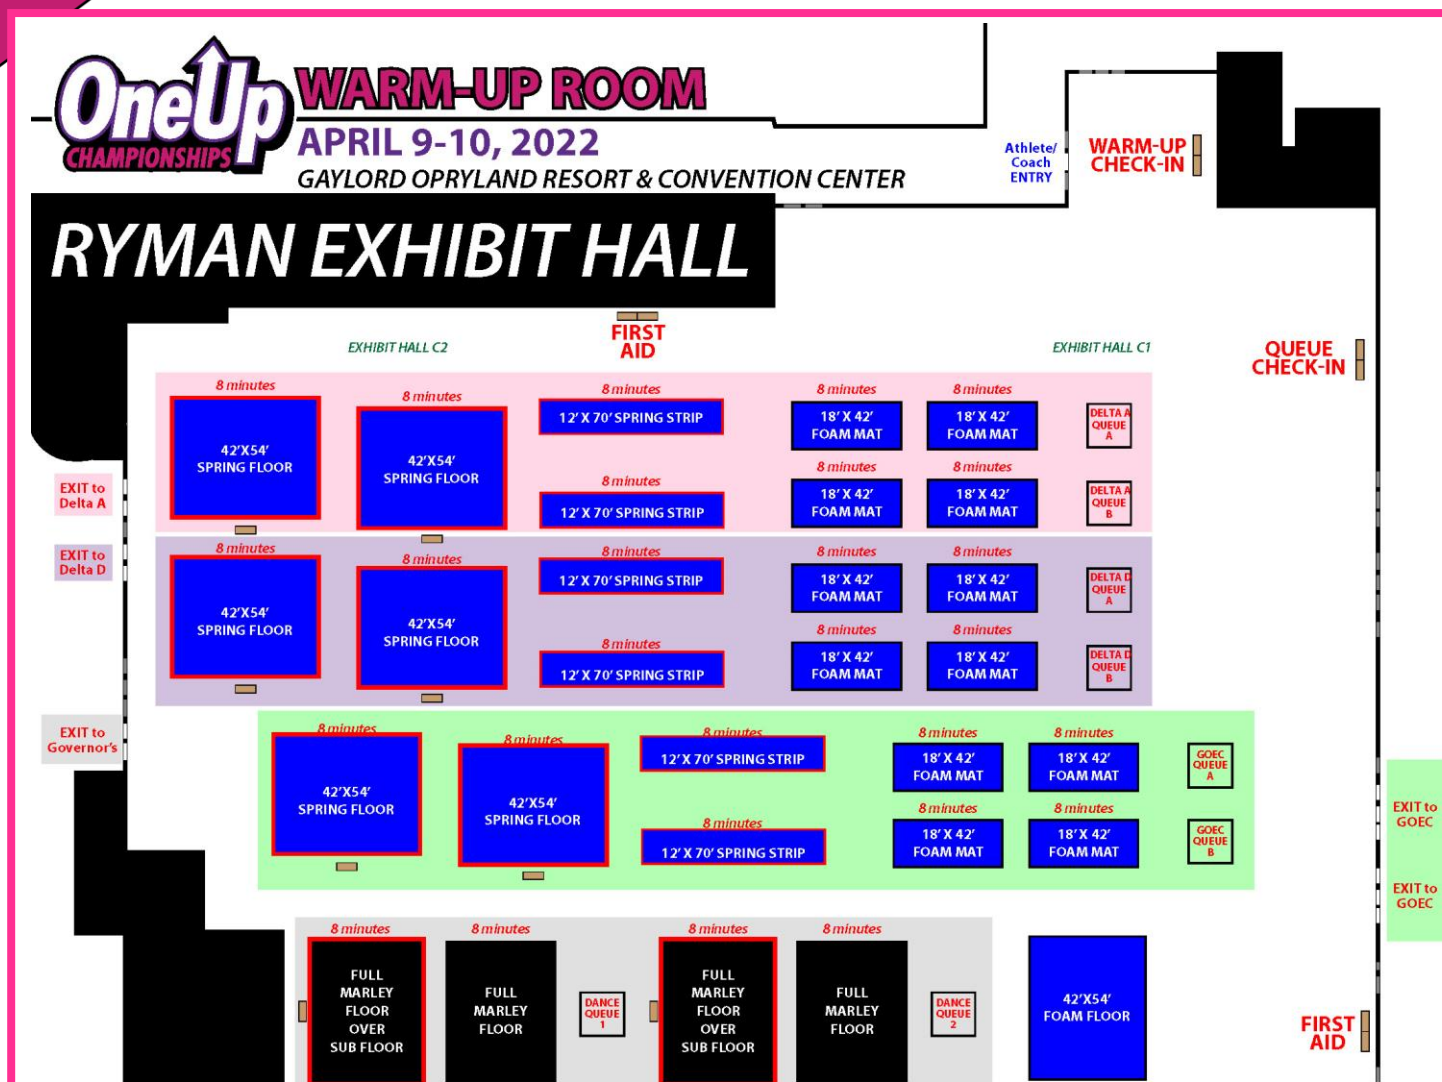 OneUp
CHAMPIONSHIPS
WARM-UP ROOM
APRIL 9-10, 2022
GAYLORD OPRYLAND RESORT & CONVENTION CENTER
RYMAN EXHIBIT HALL
Athlete/
Coach
ENTRY
WARM-UP
CHECK-IN
FIRST
AID
QUEUE
CHECK-IN
EXHIBIT HALL C2
EXHIBIT HALL C1
8 minutes
42'X54'
SPRING FLOOR
8 minutes
42'X54'
SPRING FLOOR
8 minutes
12' X 70' SPRING STRIP
8 minutes
12' X 70' SPRING STRIP
8 minutes
18' X 42'
FOAM MAT
8 minutes
18' X 42'
FOAM MAT
8 minutes
18' X 42'
FOAM MAT
8 minutes
18' X 42'
FOAM MAT
DELTA A
QUEUE
A
DELTA A
QUEUE
B
EXIT to
Delta A
EXIT to
Delta D
8 minutes
42'X54'
SPRING FLOOR
8 minutes
42'X54'
SPRING FLOOR
8 minutes
12' X 70' SPRING STRIP
8 minutes
12' X 70' SPRING STRIP
8 minutes
18' X 42'
FOAM MAT
8 minutes
18' X 42'
FOAM MAT
8 minutes
18' X 42'
FOAM MAT
8 minutes
18' X 42'
FOAM MAT
DELTA D
QUEUE
A
DELTA D
QUEUE
B
EXIT to
Governor's
8 minutes
42'X54'
SPRING FLOOR
8 minutes
42'X54'
SPRING FLOOR
8 minutes
12' X 70' SPRING STRIP
8 minutes
12' X 70' SPRING STRIP
8 minutes
18' X 42'
FOAM MAT
8 minutes
18' X 42'
FOAM MAT
8 minutes
18' X 42'
FOAM MAT
8 minutes
18' X 42'
FOAM MAT
GOEC
QUEUE
A
GOEC
QUEUE
B
EXIT to
GOEC
EXIT to
GOEC
8 minutes
FULL
MARLEY
FLOOR
OVER
SUB FLOOR
8 minutes
FULL
MARLEY
FLOOR
DANCE
QUEUE
1
8 minutes
FULL
MARLEY
FLOOR
OVER
SUB FLOOR
8 minutes
FULL
MARLEY
FLOOR
DANCE
QUEUE
2
42'X54'
FOAM FLOOR
FIRST
AID